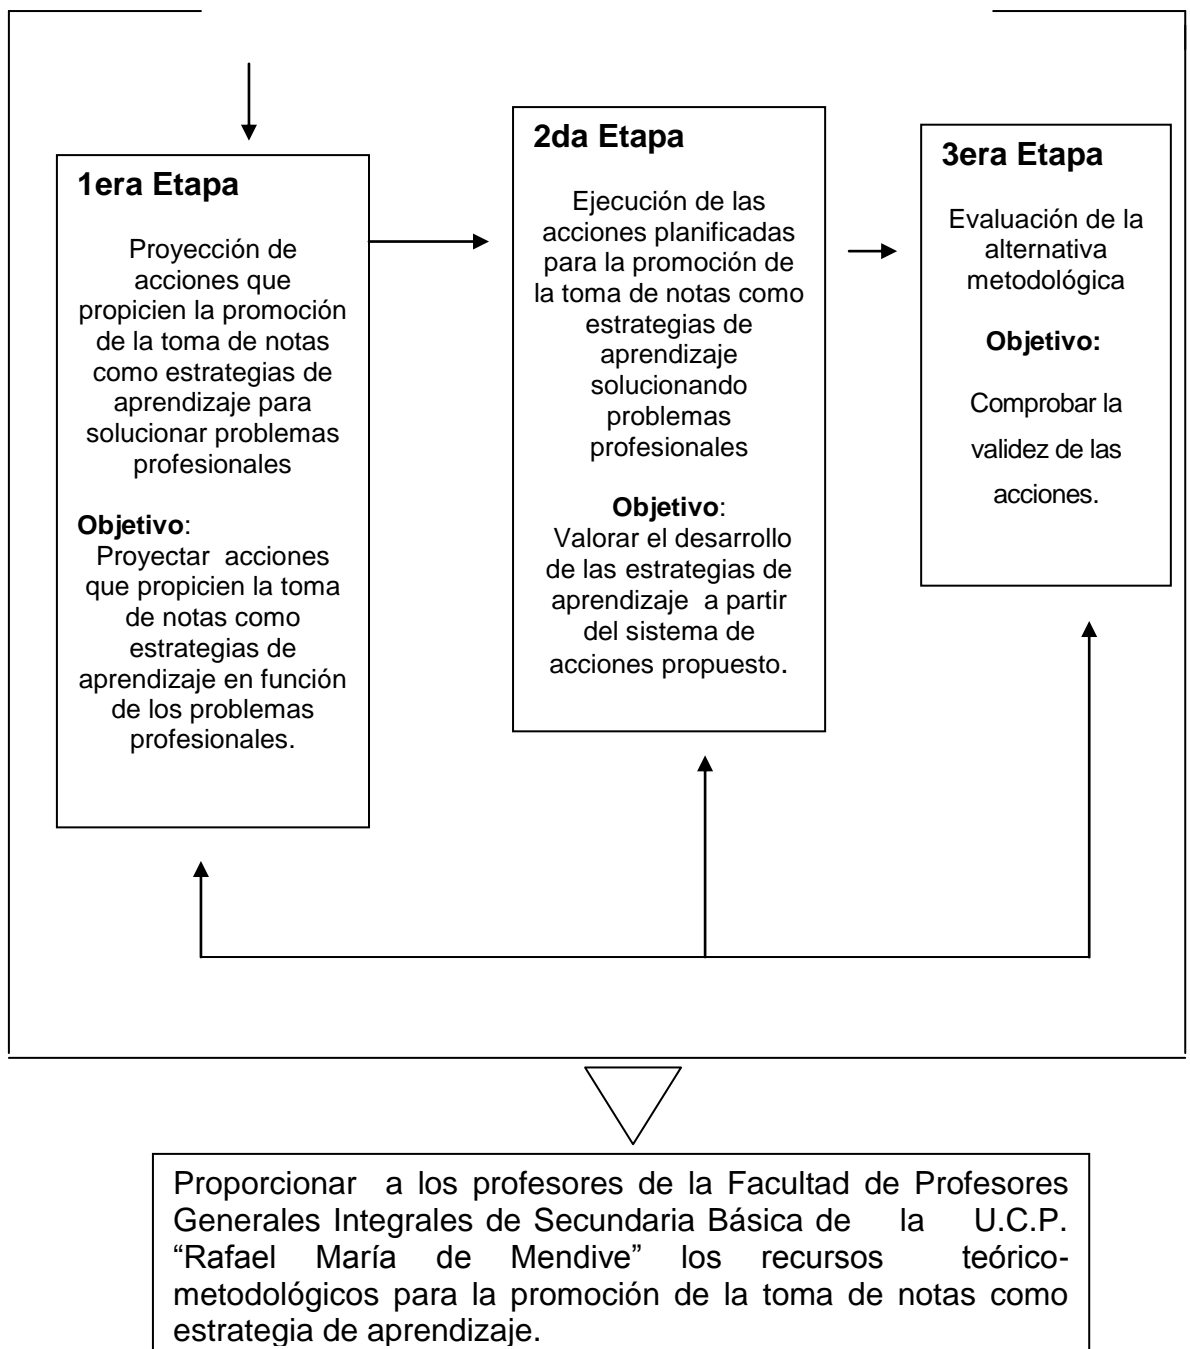 1era Etapa
Proyección de
acciones que
propicien la promoción
de la toma de notas
como estrategias de
aprendizaje para
solucionar problemas
profesionales
Objetivo:
Proyectar acciones
que propicien la toma
de notas como
estrategias de
aprendizaje en función
de los problemas
profesionales.
2da Etapa
Ejecución de las
acciones planificadas
para la promoción de
la toma de notas como
estrategias de
aprendizaje
solucionando
problemas
profesionales
Objetivo:
Valorar el desarrollo
de las estrategias de
aprendizaje a partir
del sistema de
acciones propuesto.
3era Etapa
Evaluación de la
alternativa
metodológica
Objetivo:
Comprobar la
validez de las
acciones.
Proporcionar a los profesores de la Facultad de Profesores
Generales Integrales de Secundaria Básica de la U.C.P.
“Rafael María de Mendive” los recursos teórico-
metodológicos para la promoción de la toma de notas como
estrategia de aprendizaje.